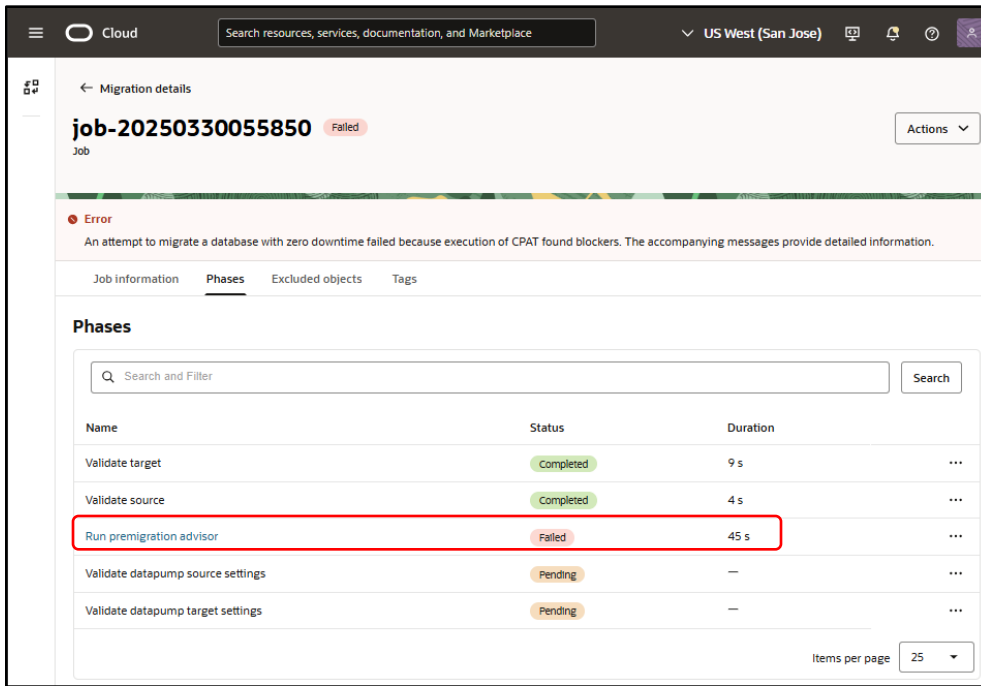 Cloud
Search resources, services, documentation, and Marketplace
US West (San Jose)
Migration details
job-20250330055850 Failed
Actions
Job
Error
An attempt to migrate a database with zero downtime failed because execution of CPAT found blockers. The accompanying messages provide detailed information.
Job information Phases Excluded objects Tags
Phases
Search and Filter Search
Name Status Duration
Validate target Completed 9 s ...
Validate source Completed 4 s ...
Run premigration advisor Failed 45 s ...
Validate datapump source settings Pending — ...
Validate datapump target settings Pending — ...
Items per page 25